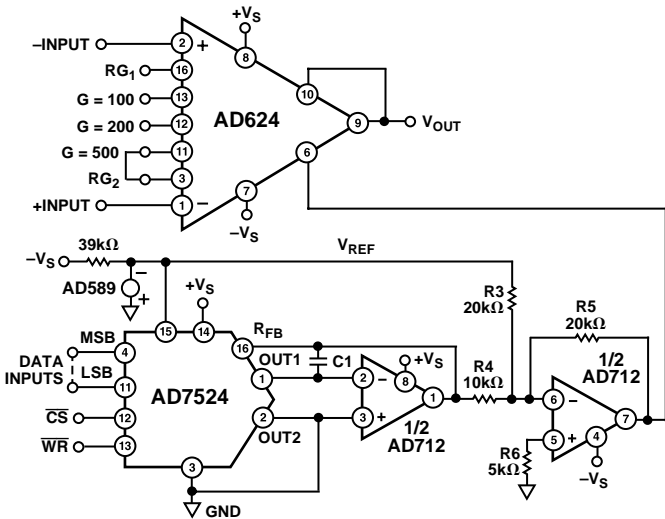 +VS
–INPUT
2
+
8
RG1
16
10
G = 100
13
AD624
G = 200
12
9
VOUT
G = 500
11
6
RG2
3
7
+INPUT
1
–
–VS
39kΩ
–VS
VREF
–
AD589
+
+VS
R3
20kΩ
R5
20kΩ
15
14
RFB
MSB
4
16
OUT1
C1
+VS
1/2
AD712
DATA
INPUTS
1
2
–
8
R4
10kΩ
LSB
11
AD7524
1
6
–
CS
12
2
3
+
7
OUT2
1/2
AD712
5
+
4
WR
13
R6
5kΩ
3
–VS
GND